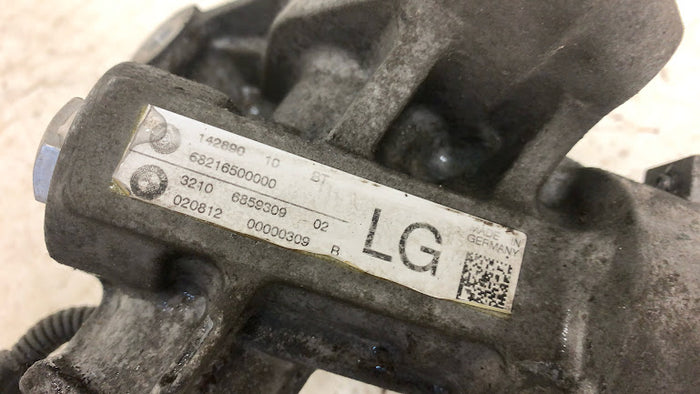 142890 10 BT
68216500000
3210 6859309 - 02
020812 00000309 B
LG
MADE IN
GERMANY